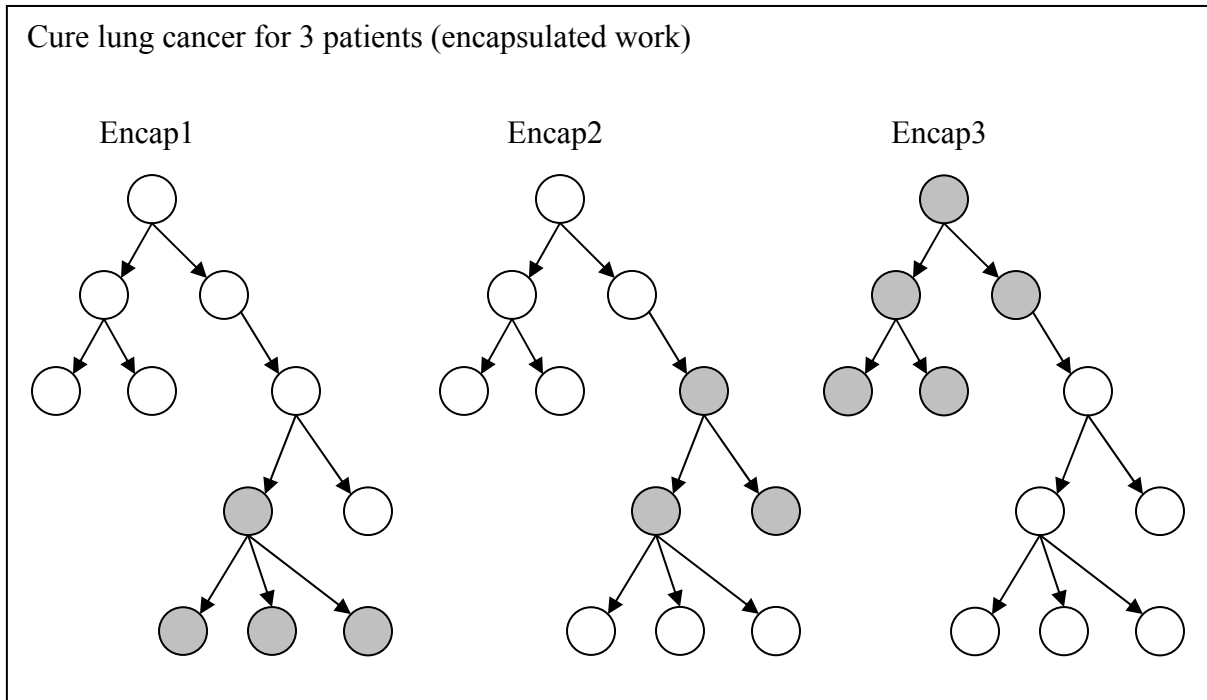 Cure lung cancer for 3 patients (encapsulated work)
Encap1 Encap2 Encap3